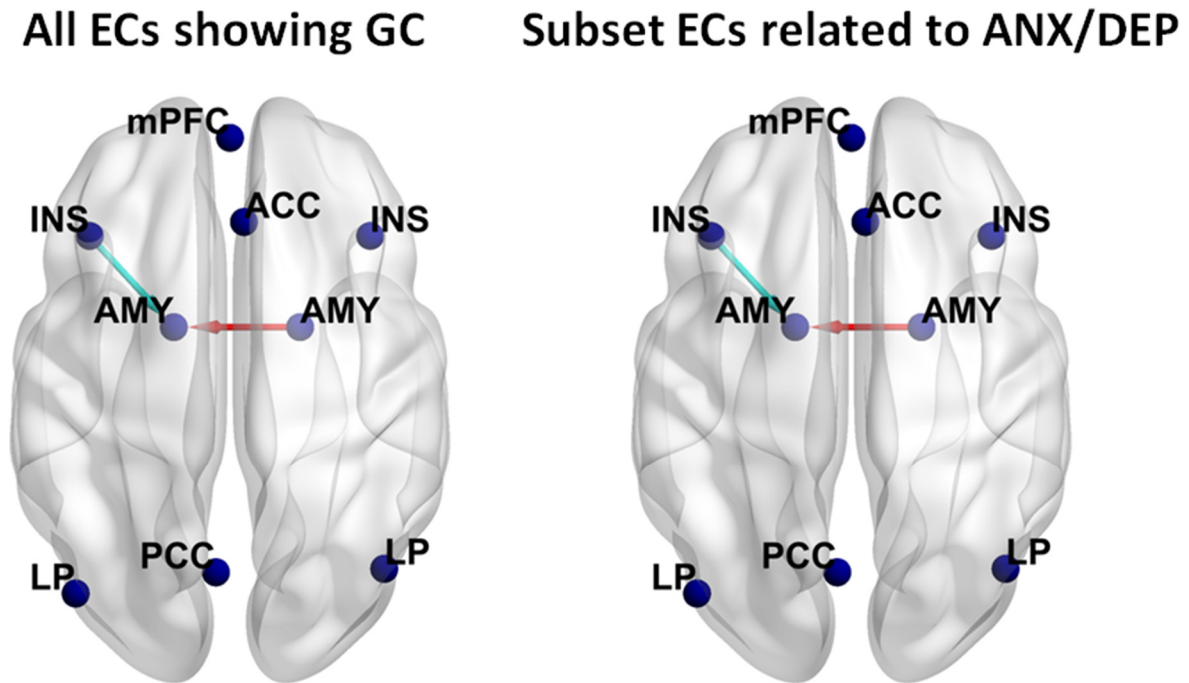 All ECs showing GC
mPFC
ACC
INS
INS
AMY
AMY
PCC
LP
LP
Subset ECs related to ANX/DEP
mPFC
ACC
INS
INS
AMY
AMY
PCC
LP
LP